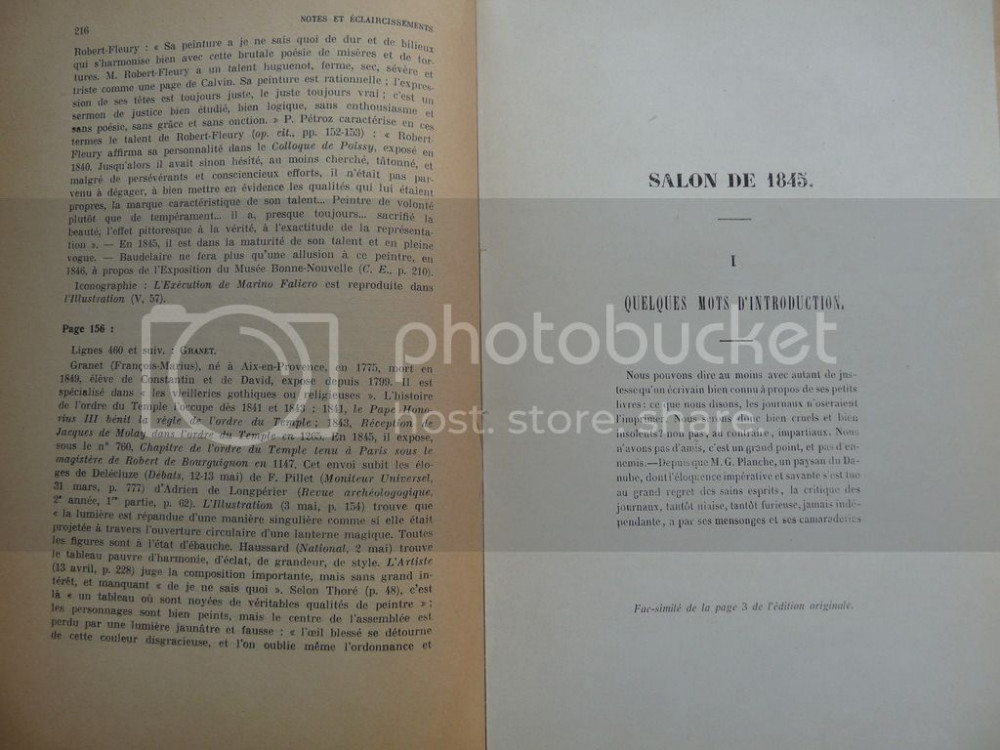 216
NOTES ET ÉCLAIRCISSEMENTS
Robert-Fleury : « Sa peinture a je ne sais quoi de dur et de bilieux
qui s'harmonise bien avec cette brutale poésie de misères et de tor-
tures. M. Robert-Fleury a un talent huguenot, ferme, sec, sévère et
triste comme une page de Calvin. Sa peinture est rationnelle ; l'expres-
sion de ses têtes est toujours juste, le juste toujours vrai ; c'est un
sermon de justice bien étudié, bien logique, sans enthousiasme et
sans poésie, sans grâce et sans onction. » P. Pétroz caractérise en ces
termes le talent de Robert-Fleury (op. cit., pp. 152-153) : « Robert-
Fleury affirma sa personnalité dans le Colloque de Poissy, exposé en
1840. Jusqu'alors il avait sinon hésité, au moins cherché, tâtonné, et
malgré de persévérants et consciencieux efforts, il n'était pas par-
venu à dégager, à bien mettre en évidence les qualités qui lui étaient
propres, la marque caractéristique de son talent... Peintre de volonté
plutôt que de tempérament... il a, presque toujours... sacrifié la
beauté, l'effet pittoresque à la vérité, à l'exactitude de la représenta-
tion ». — En 1845, il est dans la maturité de son talent et en pleine
vogue. — Baudelaire ne fera plus qu'une allusion à ce peintre, en
1846, à propos de l'Exposition du Musée Bonne-Nouvelle (C. E., p. 210).
Iconographie : L'Exécution de Marino Faliero est reproduite dans
l'Illustration (V, 57).
Page 156 :
Lignes 460 et suiv. : GRANET.
Granet (François-Marius), né à Aix-en-Provence, en 1775, mort en
1849, élève de Constantin et de David, expose depuis 1799. Il est
spécialisé dans « les vieilleries gothiques ou religieuses ». L'histoire
de l'ordre du Temple l'occupe dès 1841 et 1843 : 1841, le Pape Hono-
rius III bénit la règle de l'ordre du Temple ; 1843, Réception de
Jacques de Molay dans l'ordre du Temple en 1265. En 1845, il expose,
sous le n° 760, Chapitre de l'ordre du Temple tenu à Paris sous le
magistère de Robert de Bourguignon en 1147. Cet envoi subit les élo-
ges de Delécluze (Débats, 12-13 mai) de F. Pillet (Moniteur Universel,
31 mars, p. 777) d'Adrien de Longpérier (Revue archéologogique,
2e année, 1re partie, p. 62). L'Illustration (3 mai, p. 154) trouve que
« la lumière est répandue d'une manière singulière comme si elle était
projetée à travers l'ouverture circulaire d'une lanterne magique. Toutes
les figures sont à l'état d'ébauche. Haussard (National, 2 mai) trouve
le tableau pauvre d'harmonie, d'éclat, de grandeur, de style. L'Artiste
(13 avril, p. 228) juge la composition importante, mais sans grand in-
térêt, et manquant « de je ne sais quoi ». Selon Thoré (p. 48), c'est
là « un tableau où sont noyées de véritables qualités de peintre » ;
les personnages sont bien peints, mais le centre de l'assemblée est
perdu par une lumière jaunâtre et fausse : « l'œil blessé se détourne
de cette couleur disgracieuse, et l'on oublie même l'ordonnance et
SALON DE 1845.
I
QUELQUES MOTS D'INTRODUCTION.
Nous pouvons dire au moins avec autant de jus-
tesse qu'un écrivain bien connu à propos de ses petits
livres: ce que nous disons, les journaux n'oseraient
l'imprimer. Nous serons donc bien cruels et bien
insolents? non pas, au contraire, impartiaux. Nous
n'avons pas d'amis, c'est un grand point, et pas d'en-
nemis.—Depuis que M. G. Planche, un paysan du Da-
nube, dont l'éloquence impérative et savante s'est tue
au grand regret des sains esprits, la critique des
journaux, tantôt niaise, tantôt furieuse, jamais indé-
pendante, a par ses mensonges et ses camaraderies
Fac-similé de la page 3 de l'édition originale.
photobucket
host. store. share.